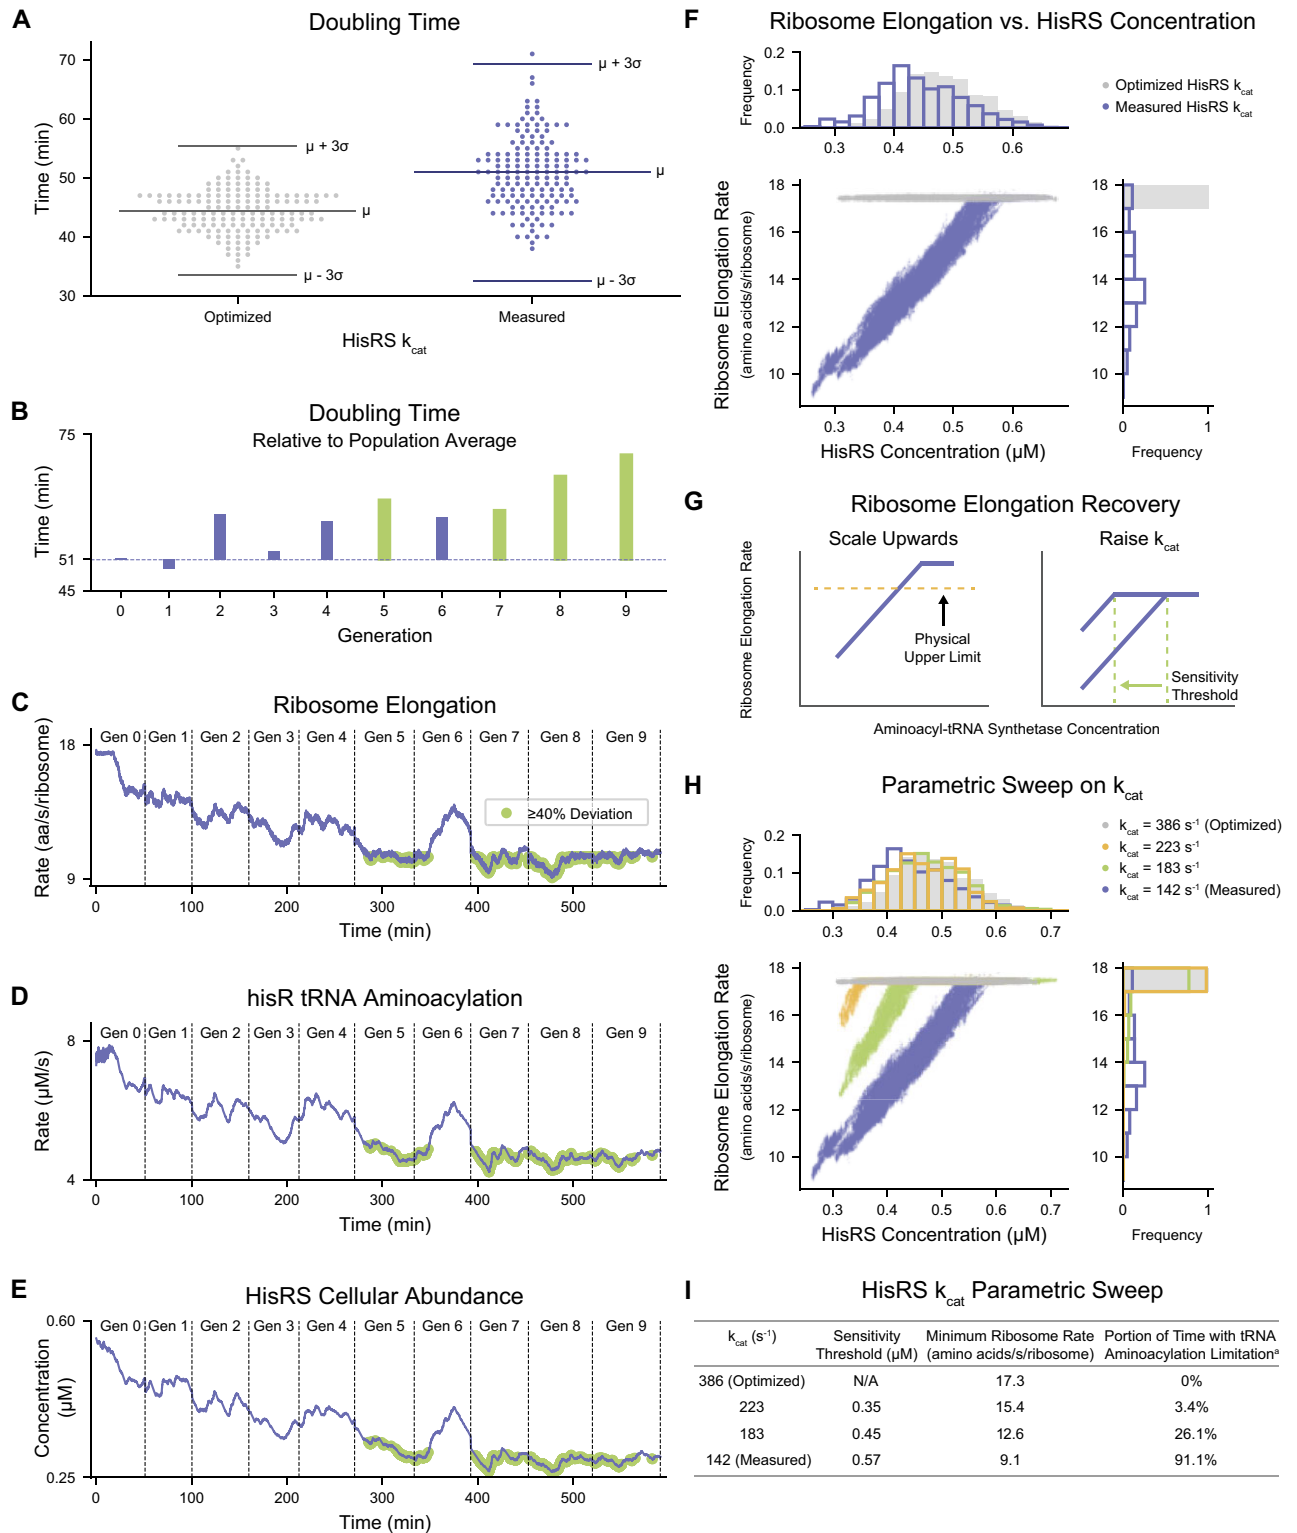 A
Doubling Time
Time (min)
70
60
50
40
30
μ + 3σ
μ
μ - 3σ
μ + 3σ
μ
μ - 3σ
Optimized
Measured
HisRS kcat
B
Doubling Time
Relative to Population Average
Time (min)
75
51
45
0 1 2 3 4 5 6 7 8 9
Generation
C
Ribosome Elongation
Rate (aa/s/ribosome)
18
9
Gen 0 Gen 1 Gen 2 Gen 3 Gen 4 Gen 5 Gen 6 Gen 7 Gen 8 Gen 9
≥40% Deviation
0 100 200 300 400 500
Time (min)
D
hisR tRNA Aminoacylation
Rate (μM/s)
8
4
Gen 0 Gen 1 Gen 2 Gen 3 Gen 4 Gen 5 Gen 6 Gen 7 Gen 8 Gen 9
0 100 200 300 400 500
Time (min)
E
HisRS Cellular Abundance
Concentration
(μM)
0.60
0.25
Gen 0 Gen 1 Gen 2 Gen 3 Gen 4 Gen 5 Gen 6 Gen 7 Gen 8 Gen 9
0 100 200 300 400 500
Time (min)
F
Ribosome Elongation vs. HisRS Concentration
Frequency
0.2
0.1
0.0
0.3 0.4 0.5 0.6
Optimized HisRS kcat
Measured HisRS kcat
Ribosome Elongation Rate
(amino acids/s/ribosome)
18
16
14
12
10
0.3 0.4 0.5 0.6
HisRS Concentration (μM)
18
16
14
12
10
0 1
Frequency
G
Ribosome Elongation Recovery
Scale Upwards
Raise kcat
Ribosome Elongation Rate
Physical
Upper Limit
Sensitivity
Threshold
Aminoacyl-tRNA Synthetase Concentration
H
Parametric Sweep on kcat
Frequency
0.2
0.1
0.0
0.3 0.4 0.5 0.6 0.7
kcat = 386 s⁻¹ (Optimized)
kcat = 223 s⁻¹
kcat = 183 s⁻¹
kcat = 142 s⁻¹ (Measured)
Ribosome Elongation Rate
(amino acids/s/ribosome)
18
16
14
12
10
0.3 0.4 0.5 0.6 0.7
HisRS Concentration (μM)
18
16
14
12
10
0 1
Frequency
I
HisRS kcat Parametric Sweep
kcat (s⁻¹) Sensitivity Threshold (μM) Minimum Ribosome Rate (amino acids/s/ribosome) Portion of Time with tRNA Aminoacylation Limitationᵃ
386 (Optimized) N/A 17.3 0%
223 0.35 15.4 3.4%
183 0.45 12.6 26.1%
142 (Measured) 0.57 9.1 91.1%